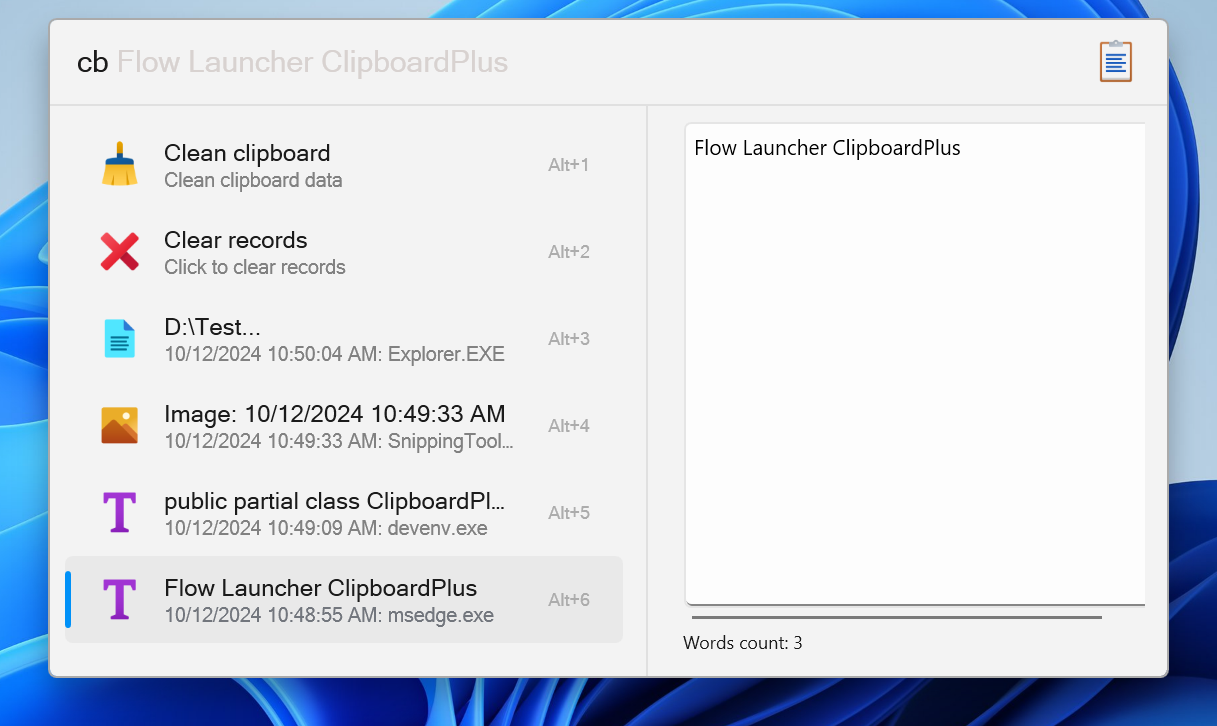 cb Flow Launcher ClipboardPlus
Clean clipboard
Clean clipboard data
Alt+1
Clear records
Click to clear records
Alt+2
D:\Test...
10/12/2024 10:50:04 AM: Explorer.EXE
Alt+3
Image: 10/12/2024 10:49:33 AM
10/12/2024 10:49:33 AM: SnippingTool...
Alt+4
public partial class ClipboardPl...
10/12/2024 10:49:09 AM: devenv.exe
Alt+5
Flow Launcher ClipboardPlus
10/12/2024 10:48:55 AM: msedge.exe
Alt+6
Flow Launcher ClipboardPlus
Words count: 3